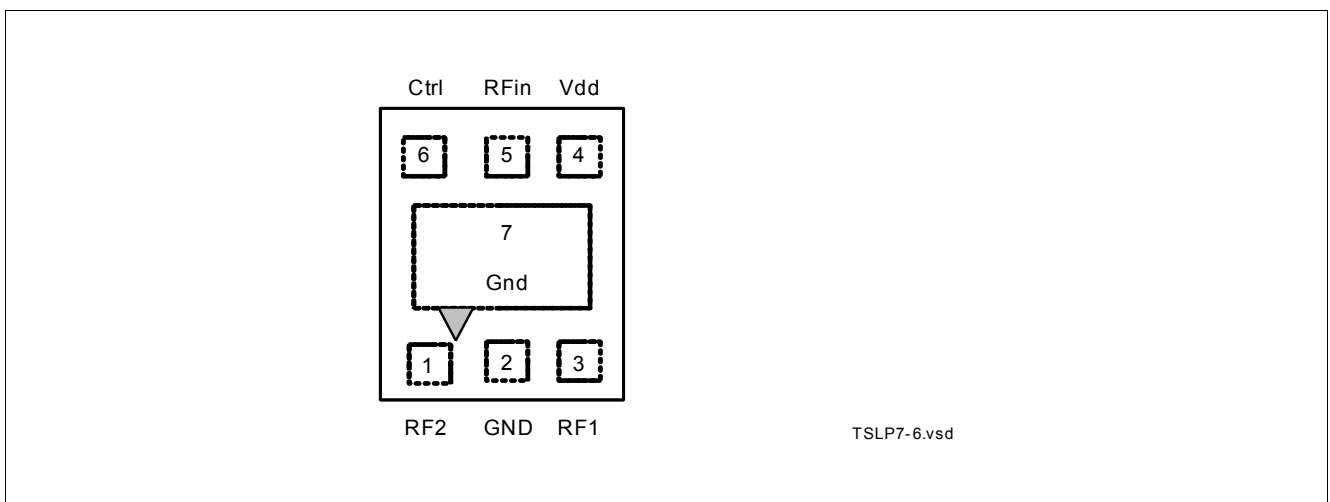 Ctrl RFin Vdd
6 5 4
7
Gnd
1 2 3
RF2 GND RF1
TSLP7-6.vsd